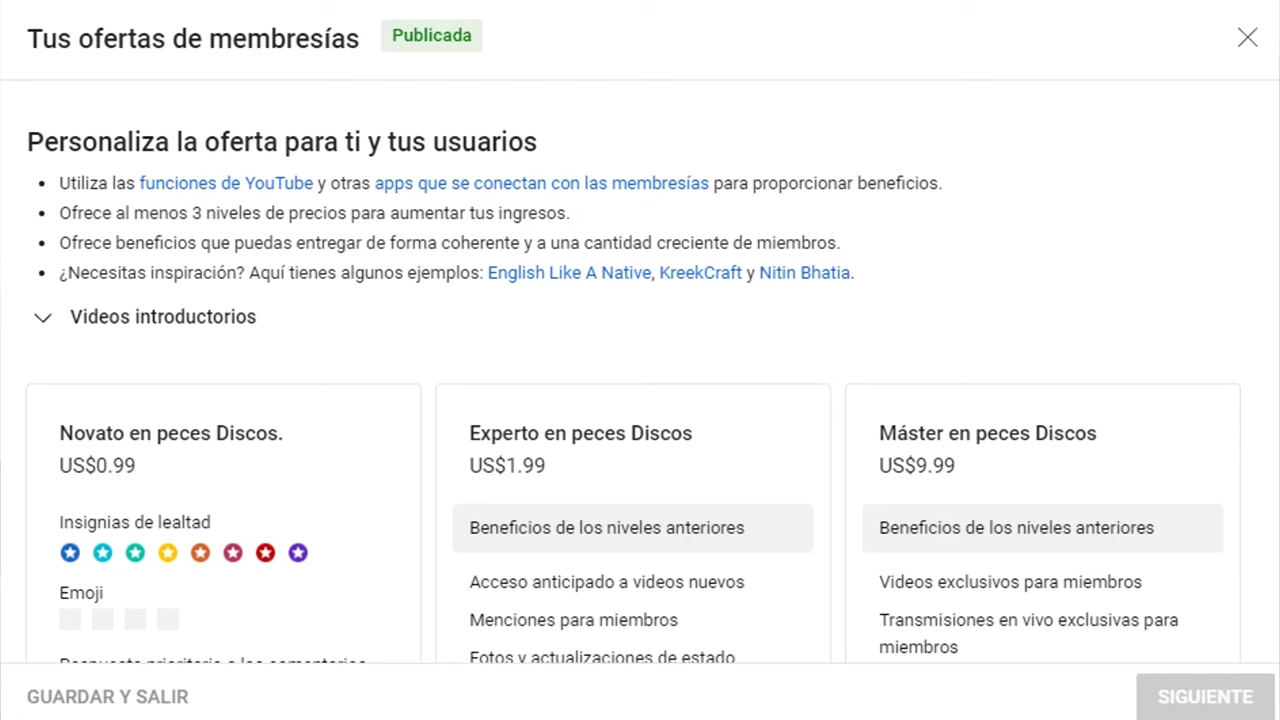 Tus ofertas de membresías
Publicada
Personaliza la oferta para ti y tus usuarios
• Utiliza las funciones de YouTube y otras apps que se conectan con las membresías para proporcionar beneficios.
• Ofrece al menos 3 niveles de precios para aumentar tus ingresos.
• Ofrece beneficios que puedas entregar de forma coherente y a una cantidad creciente de miembros.
• ¿Necesitas inspiración? Aquí tienes algunos ejemplos: English Like A Native, KreekCraft y Nitin Bhatia.
Videos introductorios
Novato en peces Discos.
US$0.99
Insignias de lealtad
Emoji
Respuesta prioritaria a los comentarios
Experto en peces Discos
US$1.99
Beneficios de los niveles anteriores
Acceso anticipado a videos nuevos
Menciones para miembros
Fotos y actualizaciones de estado
Máster en peces Discos
US$9.99
Beneficios de los niveles anteriores
Videos exclusivos para miembros
Transmisiones en vivo exclusivas para
miembros
GUARDAR Y SALIR
SIGUIENTE